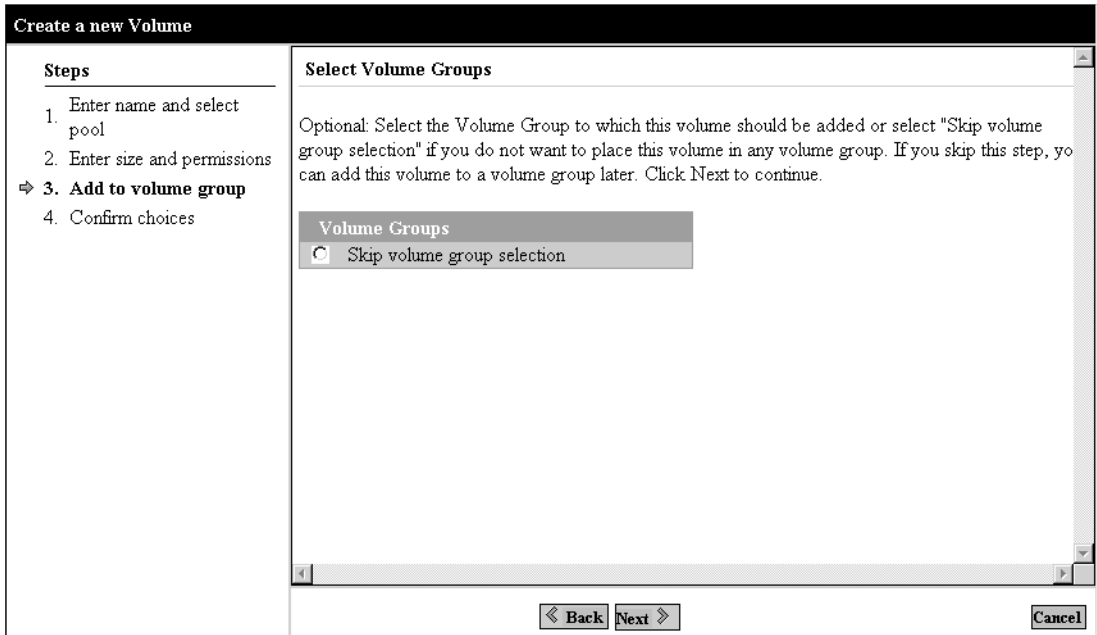 Create a new Volume
Steps
1. Enter name and select
pool
2. Enter size and permissions
3. Add to volume group
4. Confirm choices
Select Volume Groups
Optional: Select the Volume Group to which this volume should be added or select "Skip volume
group selection" if you do not want to place this volume in any volume group. If you skip this step, yo
can add this volume to a volume group later. Click Next to continue.
Volume Groups
Skip volume group selection
Back Next Cancel